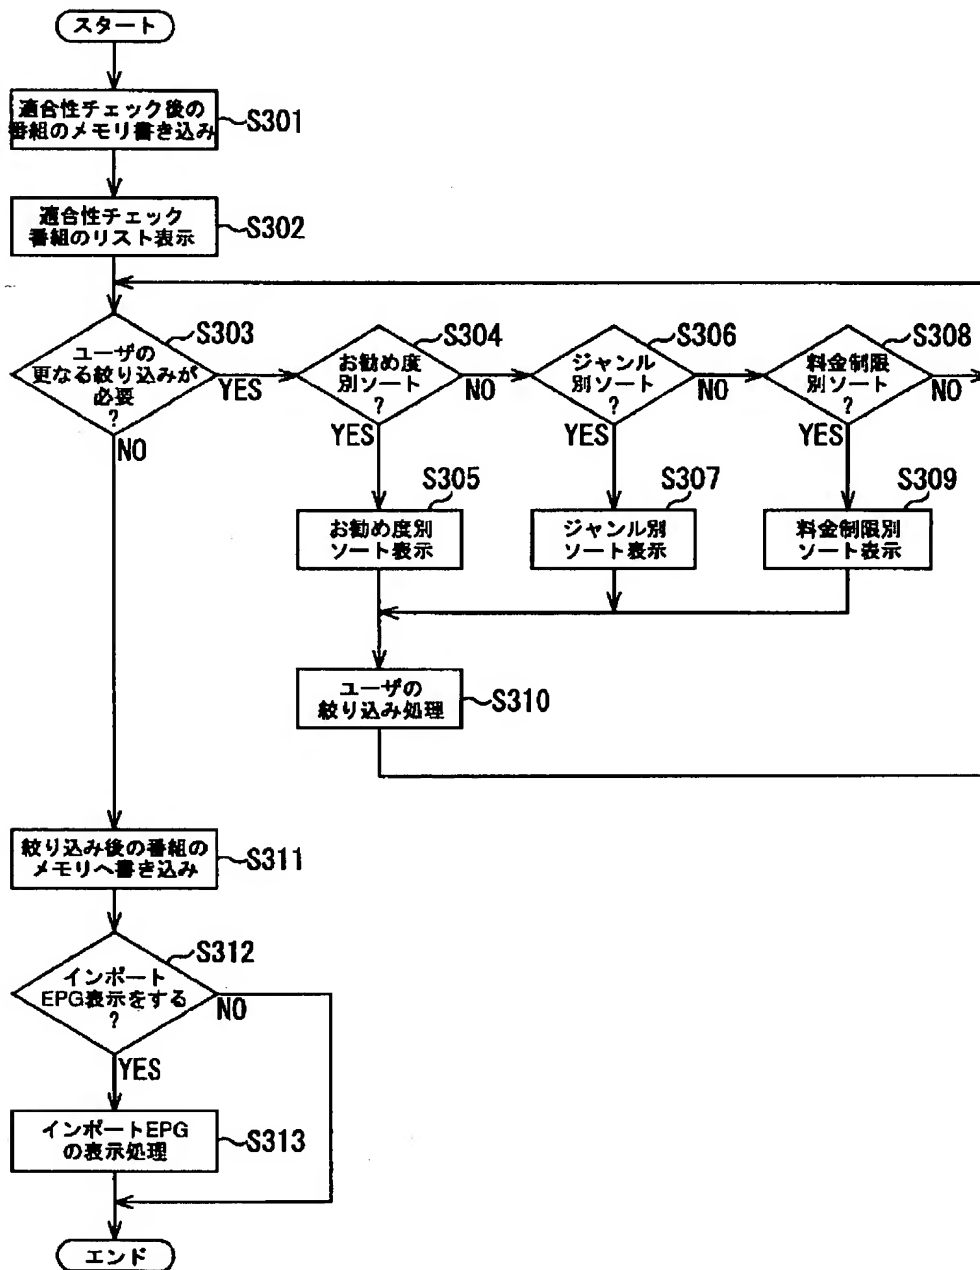 スタート
適合性チェック後の
番組のメモリ書き込み
S301
適合性チェック
番組のリスト表示
S302
ユーザの
更なる絞り込みが
必要
?
S303
YES
NO
お勧め度
別ソート
?
S304
NO
YES
ジャンル
別ソート
?
S306
NO
YES
料金制限
別ソート
?
S308
NO
YES
お勧め度別
ソート表示
S305
ジャンル別
ソート表示
S307
料金制限別
ソート表示
S309
ユーザの
絞り込み処理
S310
絞り込み後の番組の
メモリへ書き込み
S311
インポート
EPG表示をする
?
S312
NO
YES
インポートEPG
の表示処理
S313
エンド